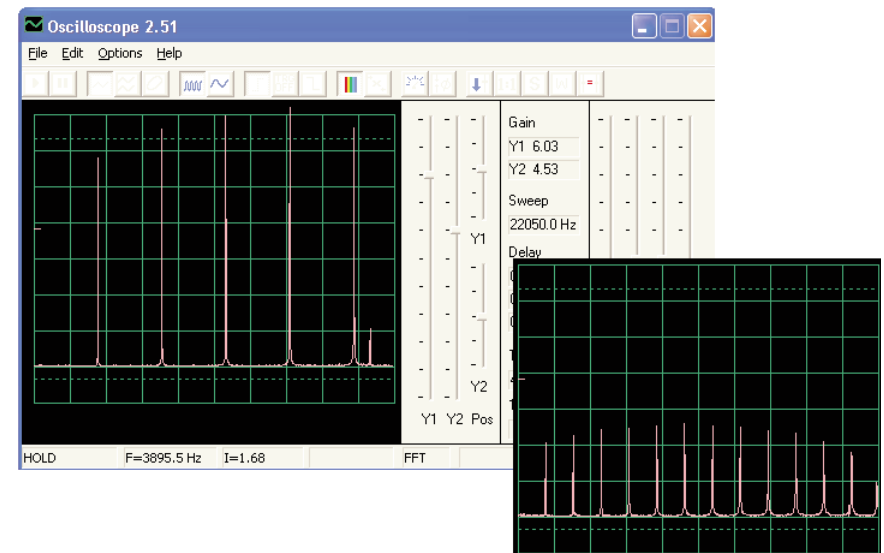 Oscilloscope 2.51
File Edit Options Help
Gain
Y1 6.03
Y2 4.53
Sweep
22050.0 Hz
Delay
Y1
Y2
Y1 Y2 Pos
HOLD F=3895.5 Hz I=1.68 FFT